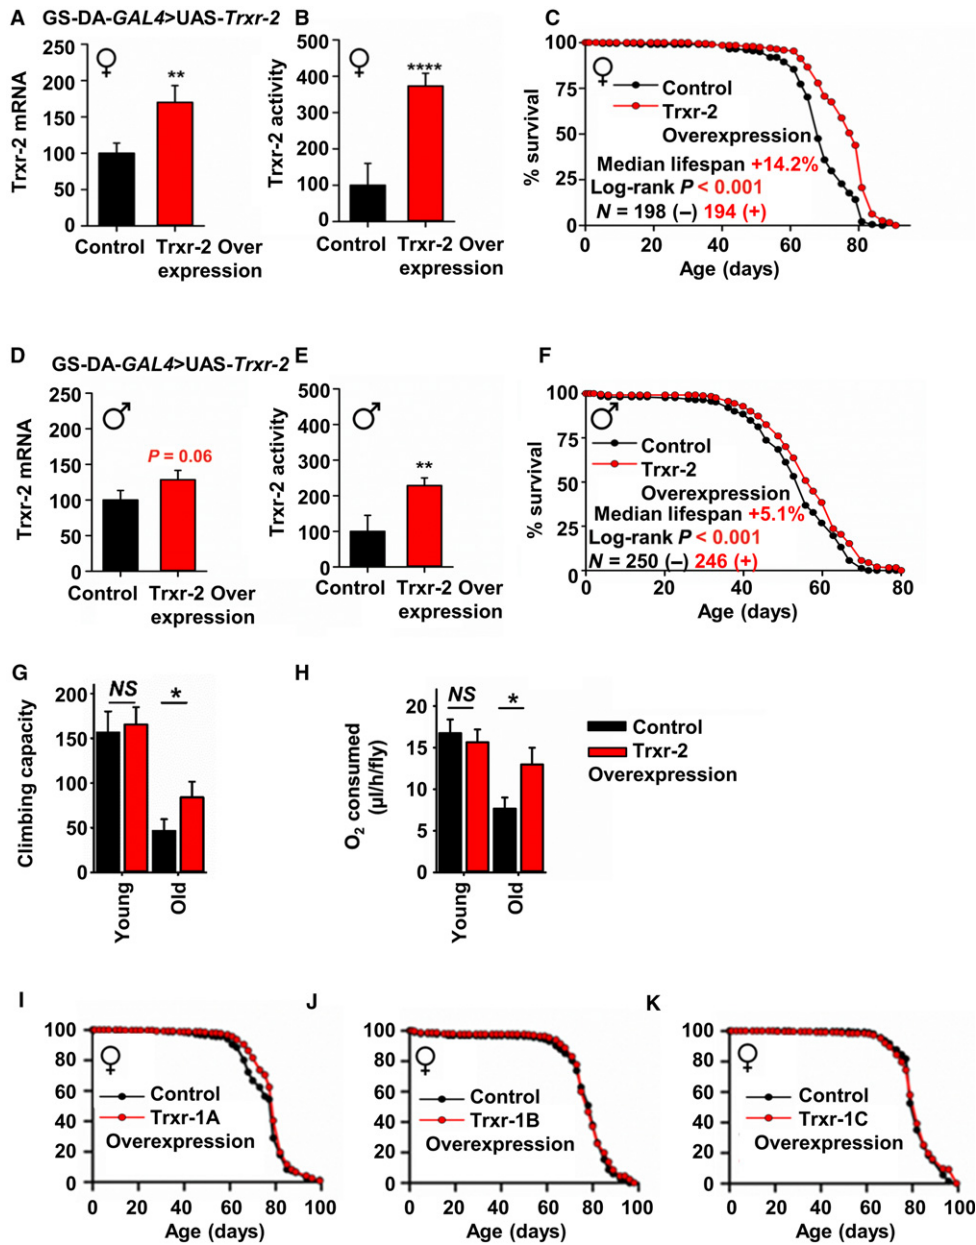 A GS-DA-GAL4>UAS-Trxr-2
Trxr-2 mRNA
250
200
150
100
50
0
♀
**
Control Trxr-2 Over
expression
B
Trxr-2 activity
500
400
300
200
100
0
♀
****
Control Trxr-2 Over
expression
C
% survival
100
75
50
25
0
♀
Control
Trxr-2
Overexpression
Median lifespan +14.2%
Log-rank P < 0.001
N = 198 (–) 194 (+)
0 20 40 60 80
Age (days)
D GS-DA-GAL4>UAS-Trxr-2
Trxr-2 mRNA
250
200
150
100
50
0
♂
P = 0.06
Control Trxr-2 Over
expression
E
Trxr-2 activity
500
400
300
200
100
0
♂
**
Control Trxr-2 Over
expression
F
% survival
100
75
50
25
0
♂
Control
Trxr-2
Overexpression
Median lifespan +5.1%
Log-rank P < 0.001
N = 250 (–) 246 (+)
0 20 40 60 80
Age (days)
G
Climbing capacity
200
150
100
50
0
NS
*
Young
Old
H
O2 consumed
(µl/h/fly)
20
15
10
5
0
NS
*
Young
Old
Control
Trxr-2
Overexpression
I
100
80
60
40
20
0
♀
Control
Trxr-1A
Overexpression
0 20 40 60 80 100
Age (days)
J
100
80
60
40
20
0
♀
Control
Trxr-1B
Overexpression
0 20 40 60 80 100
Age (days)
K
100
80
60
40
20
0
♀
Control
Trxr-1C
Overexpression
0 20 40 60 80 100
Age (days)